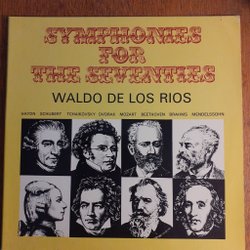 SYMPHONIES
FOR
THE SEVENTIES
WALDO DE LOS RIOS
HAYDN SCHUBERT TCHAIKOVSKY DVORAK MOZART BEETHOVEN BRAHMS MENDELSSOHN